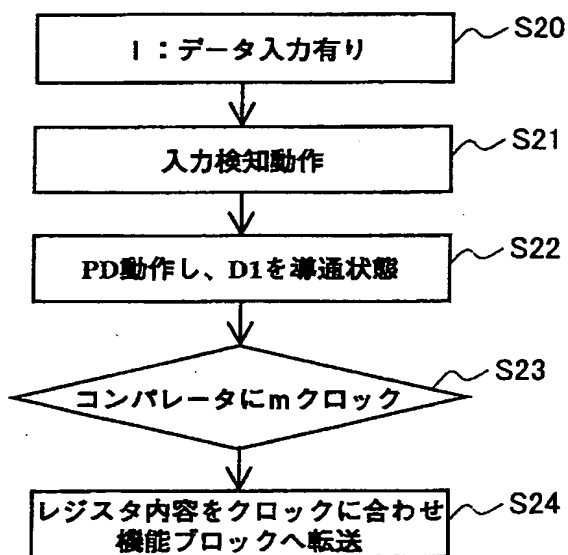 I：データ入力有り
S20
入力検知動作
S21
PD動作し、D1を導通状態
S22
コンパレータにmクロック
S23
レジスタ内容をクロックに合わせ
機能ブロックへ転送
S24